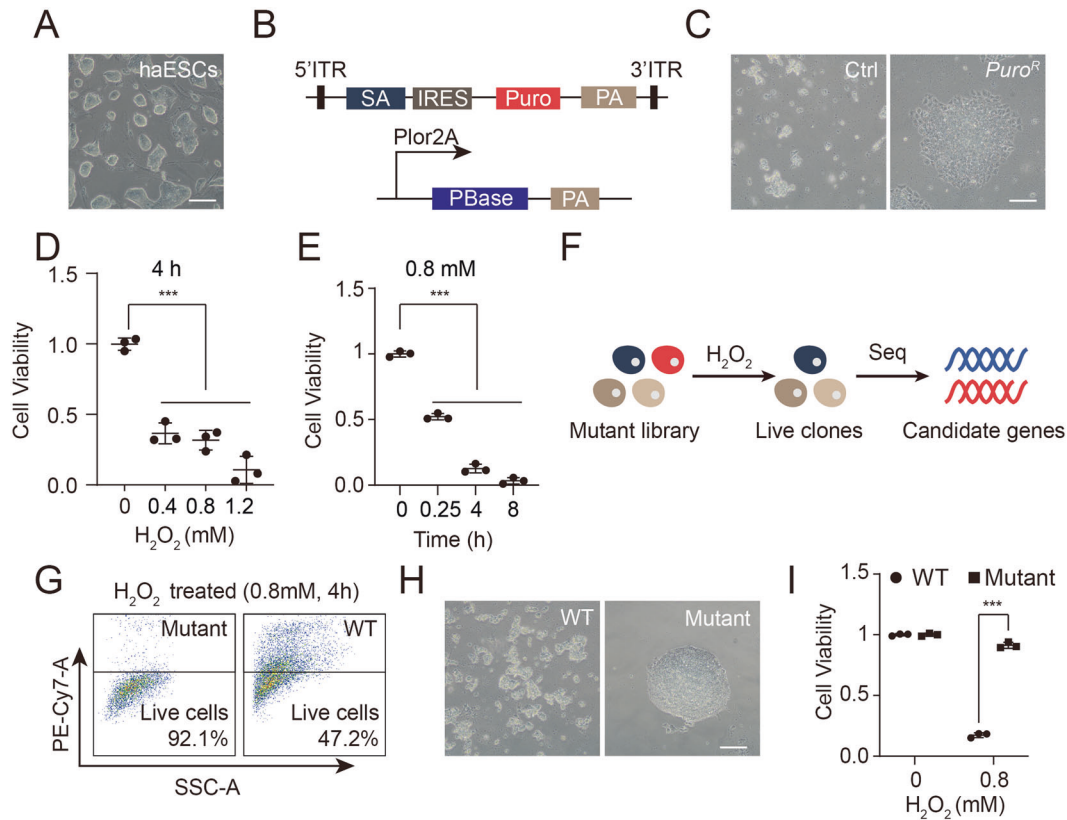 A
haESCs
B
5'ITR
3'ITR
SA
IRES
Puro
PA
Plor2A
PBase
PA
C
Ctrl
Puroᴿ
D
4 h
***
Cell Viability
1.5
1.0
0.5
0.0
0
0.4
0.8
1.2
H₂O₂ (mM)
E
0.8 mM
***
Cell Viability
1.5
1
0.5
0.0
0
0.25
4
8
Time (h)
F
H₂O₂
Seq
Mutant library
Live clones
Candidate genes
G
H₂O₂ treated (0.8mM, 4h)
Mutant
WT
Live cells
92.1%
Live cells
47.2%
PE-Cy7-A
SSC-A
H
WT
Mutant
I
WT
Mutant
***
Cell Viability
1.5
1
0.5
0.0
0
0.8
H₂O₂ (mM)